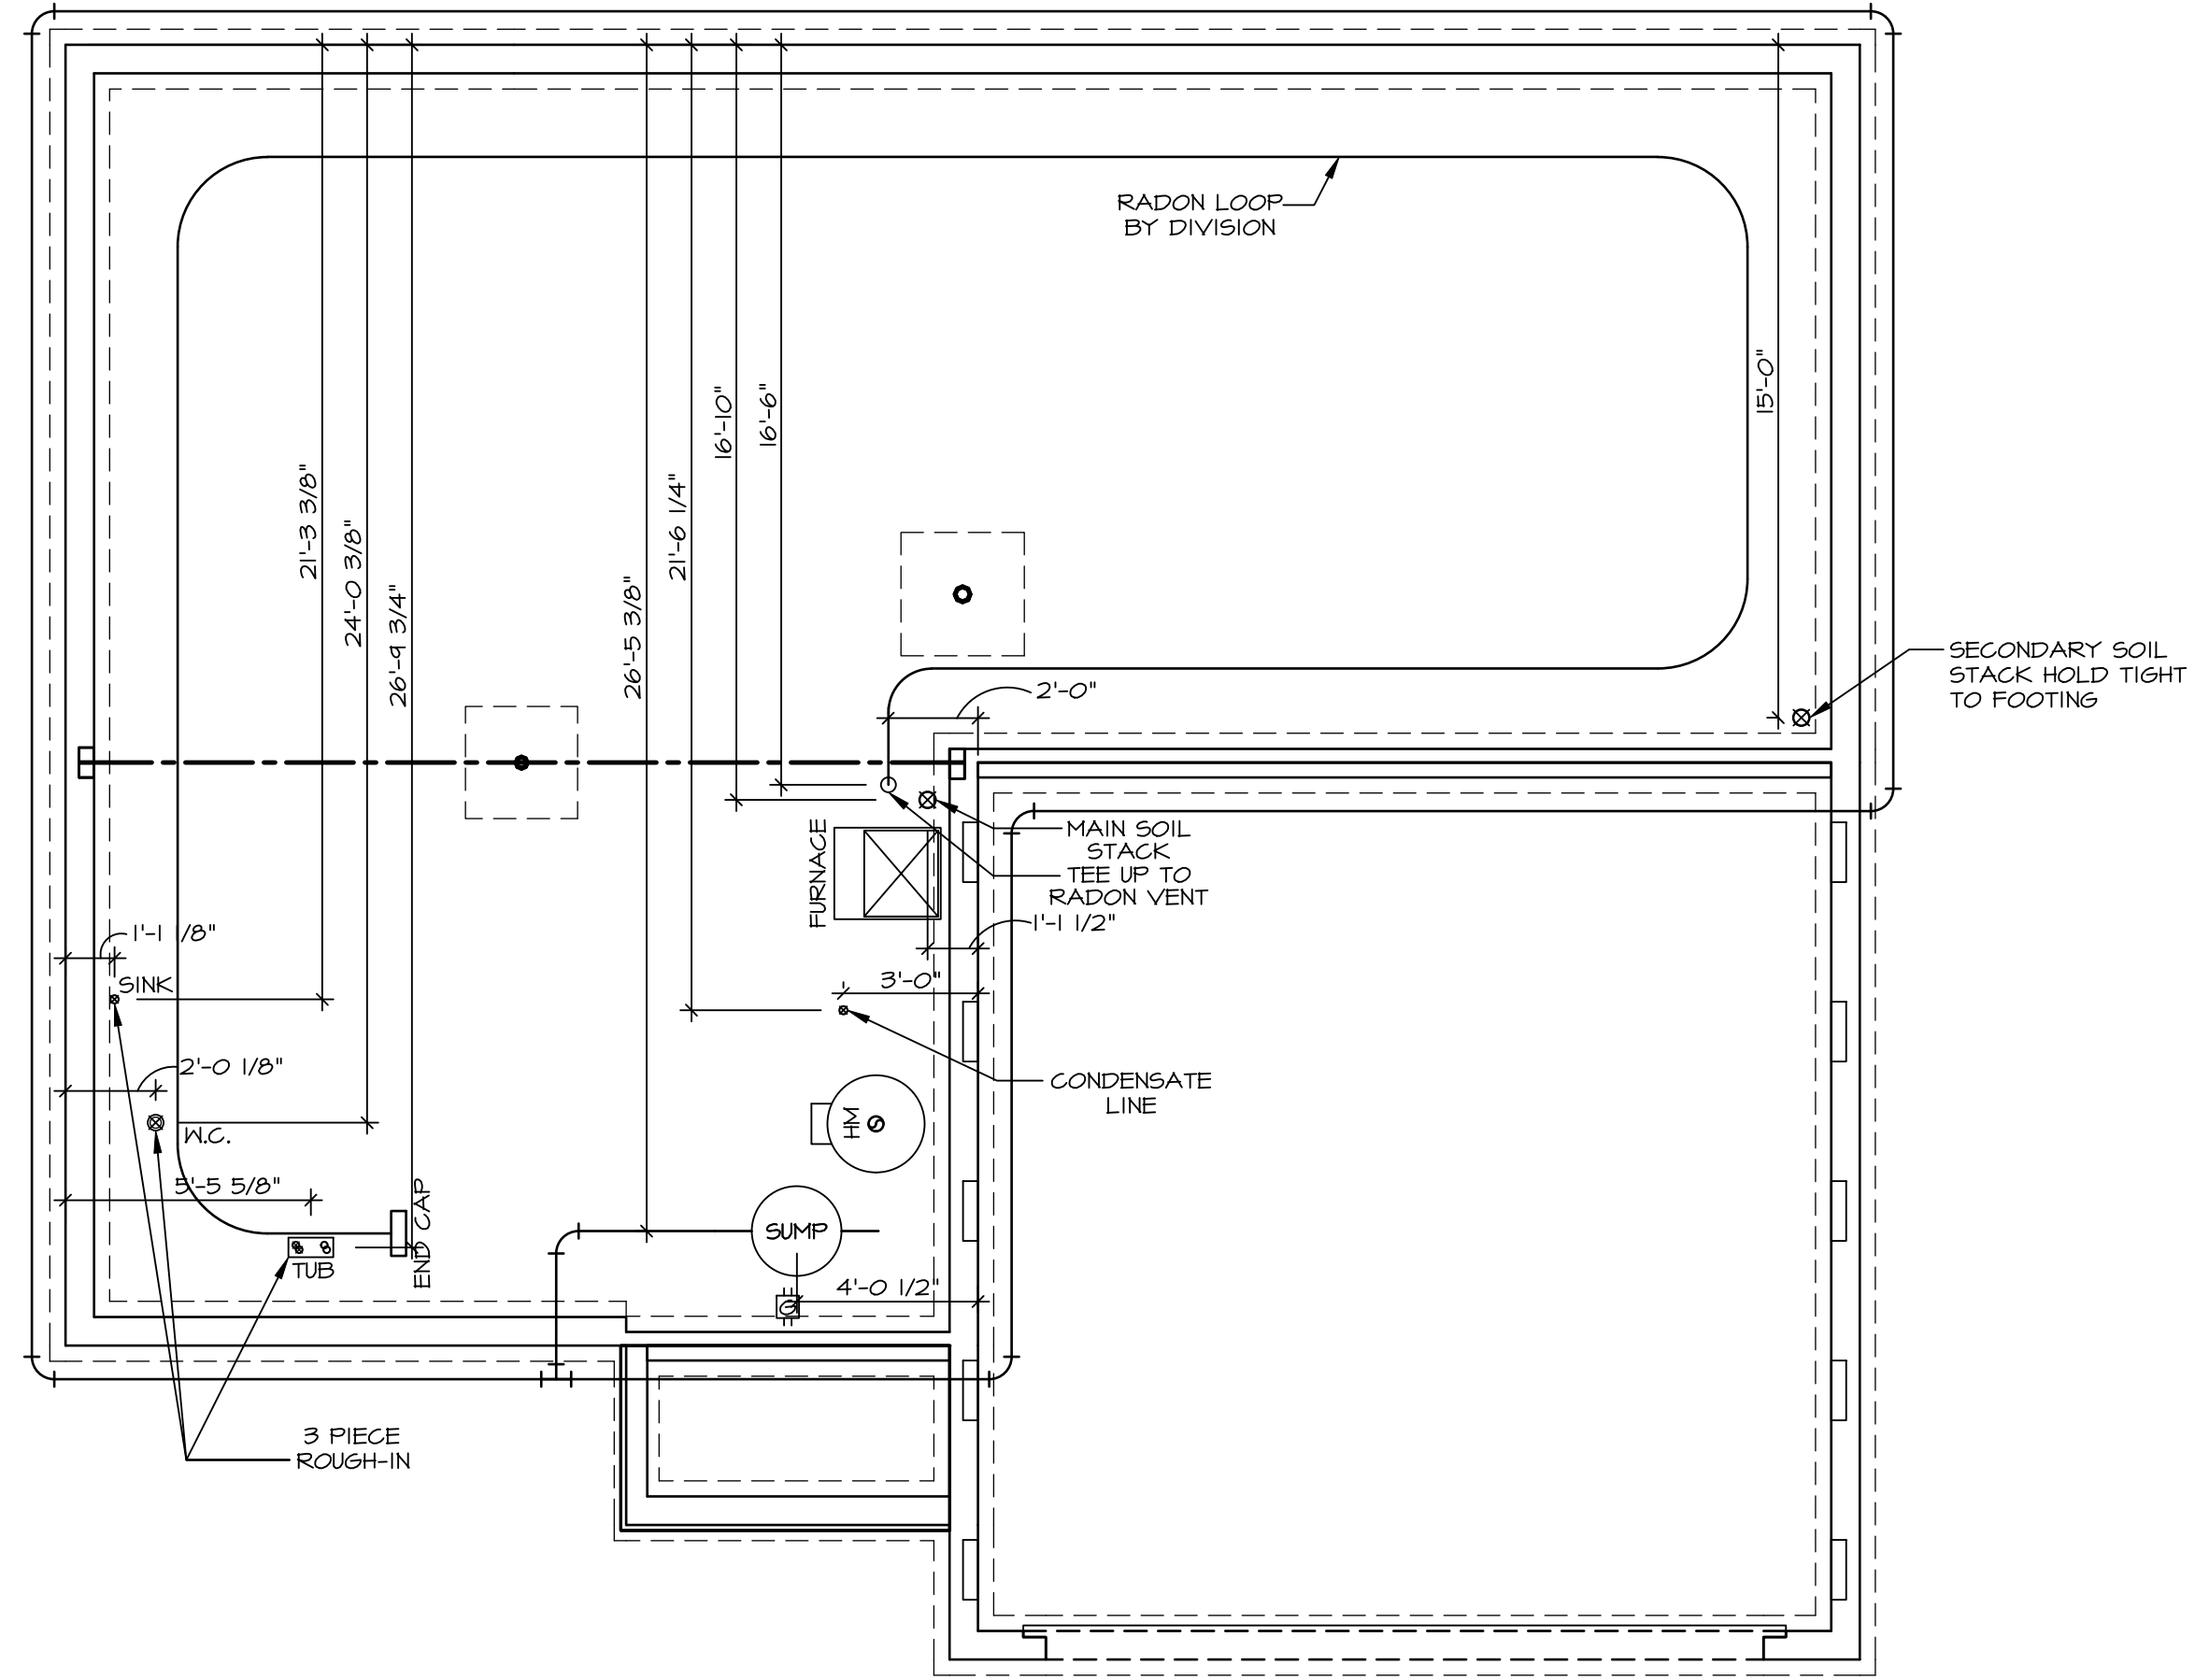 RADON LOOP
BY DIVISION
15'-0"
16'-6"
16'-10"
21'-3 3/8"
21'-6 1/4"
24'-0 3/8"
26'-9 3/4"
26'-5 3/8"
SECONDARY SOIL
STACK HOLD TIGHT
TO FOOTING
2'-0"
MAIN SOIL
STACK
TEE UP TO
RADON VENT
FURNACE
1'-1 1/2"
1'-1 1/8"
3'-0"
SINK
2'-0 1/8"
CONDENSATE
LINE
HM
W.C.
5'-5 5/8"
END CAP
SUMP
TUB
4'-0 1/2"
3 PIECE
ROUGH-IN